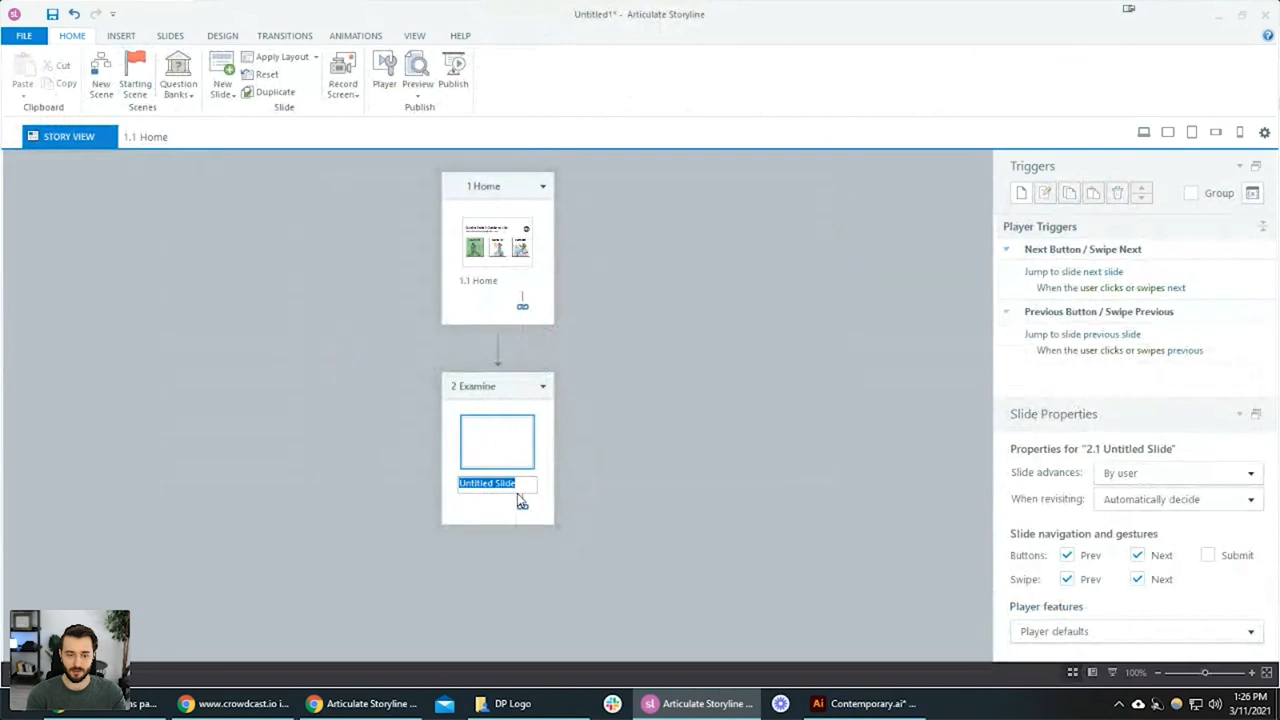 Untitled1* - Articulate Storyline
FILE HOME INSERT SLIDES DESIGN TRANSITIONS ANIMATIONS VIEW HELP
Paste
Cut
Copy
Clipboard
New Scene
Starting Scene
Question Banks
Scenes
New Slide
Apply Layout
Reset
Duplicate
Slide
Record Screen
Player
Preview
Publish
Publish
STORY VIEW 1.1 Home
1 Home
1.1 Home
2 Examine
Untitled Slide
Triggers
Group
Player Triggers
Next Button / Swipe Next
Jump to slide next slide
When the user clicks or swipes next
Previous Button / Swipe Previous
Jump to slide previous slide
When the user clicks or swipes previous
Slide Properties
Properties for "2.1 Untitled Slide"
Slide advances: By user
When revisiting: Automatically decide
Slide navigation and gestures
Buttons: Prev Next Submit
Swipe: Prev Next
Player features
Player defaults
100%
www.crowdcast.io i... Articulate Storyline ... DP Logo Articulate Storyline ... Contemporary.ai* ...
1:26 PM
3/11/2021